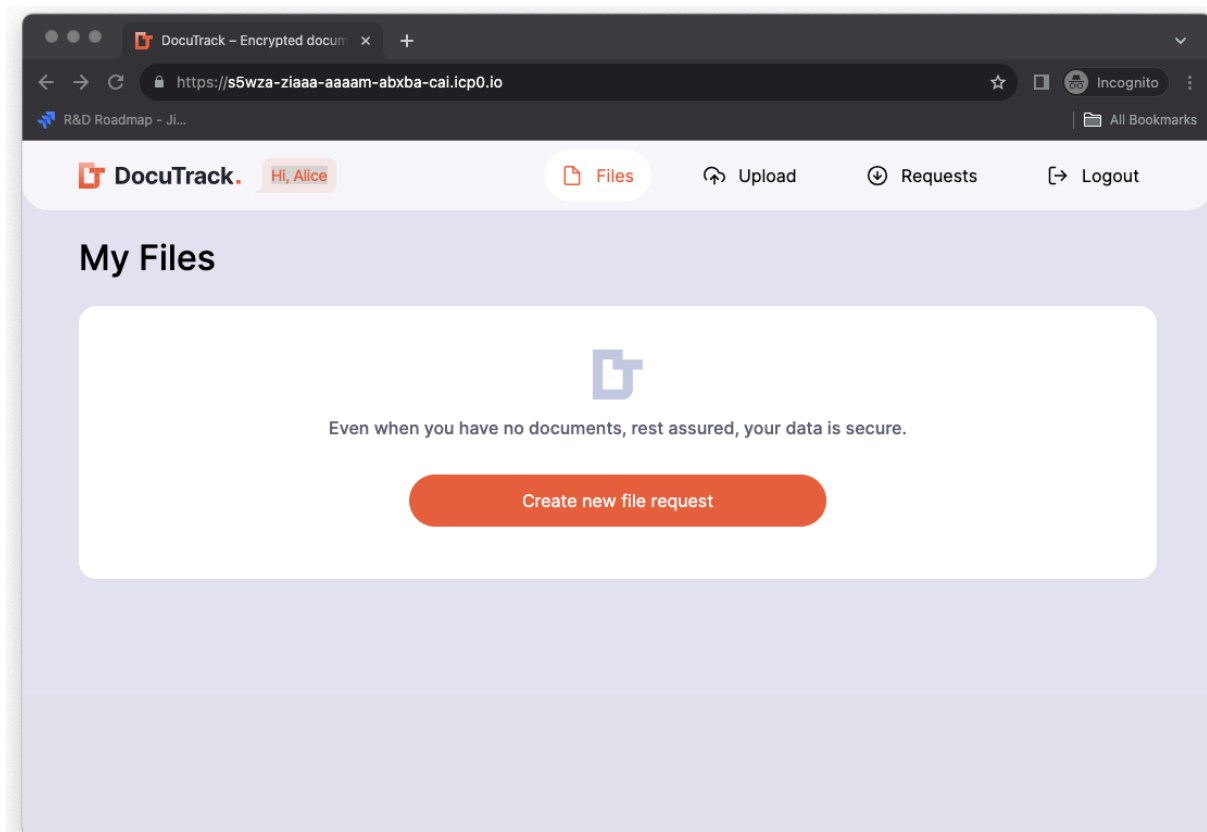 DocuTrack – Encrypted docum
https://s5wza-ziaaa-aaaam-abxba-cai.icp0.io
Incognito
R&D Roadmap - Ji...
All Bookmarks
DocuTrack.
Hi, Alice
Files
Upload
Requests
Logout
My Files
Even when you have no documents, rest assured, your data is secure.
Create new file request